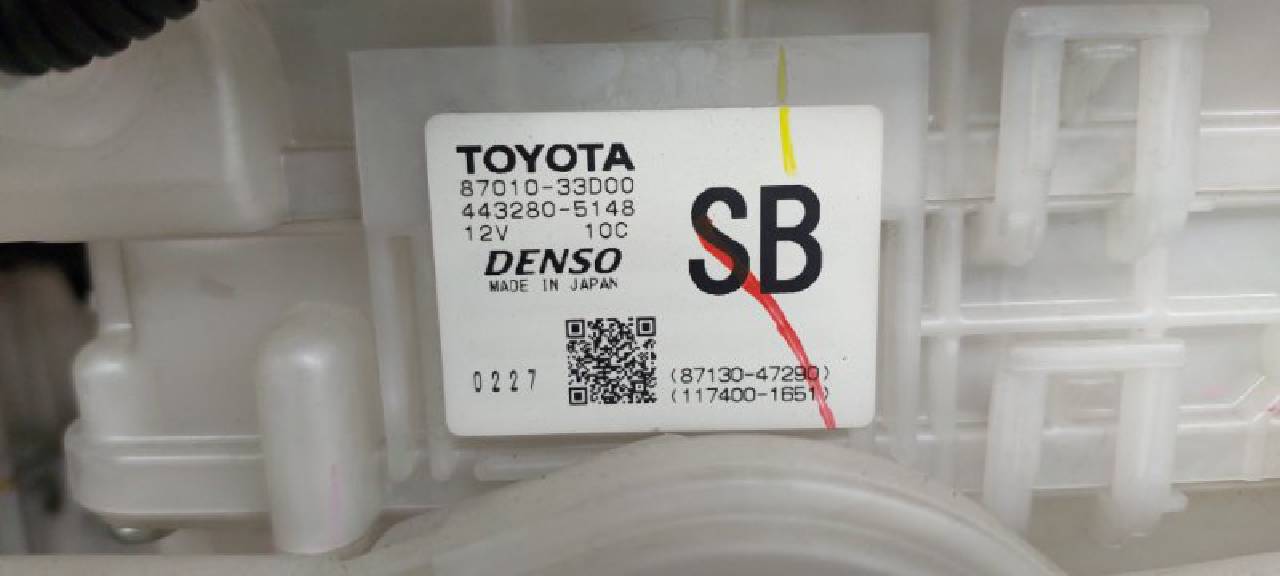 TOYOTA
87010-33D00
443280-5148
12V 10C
DENSO
MADE IN JAPAN
SB
0227
(87130-47290)
(117400-1651)